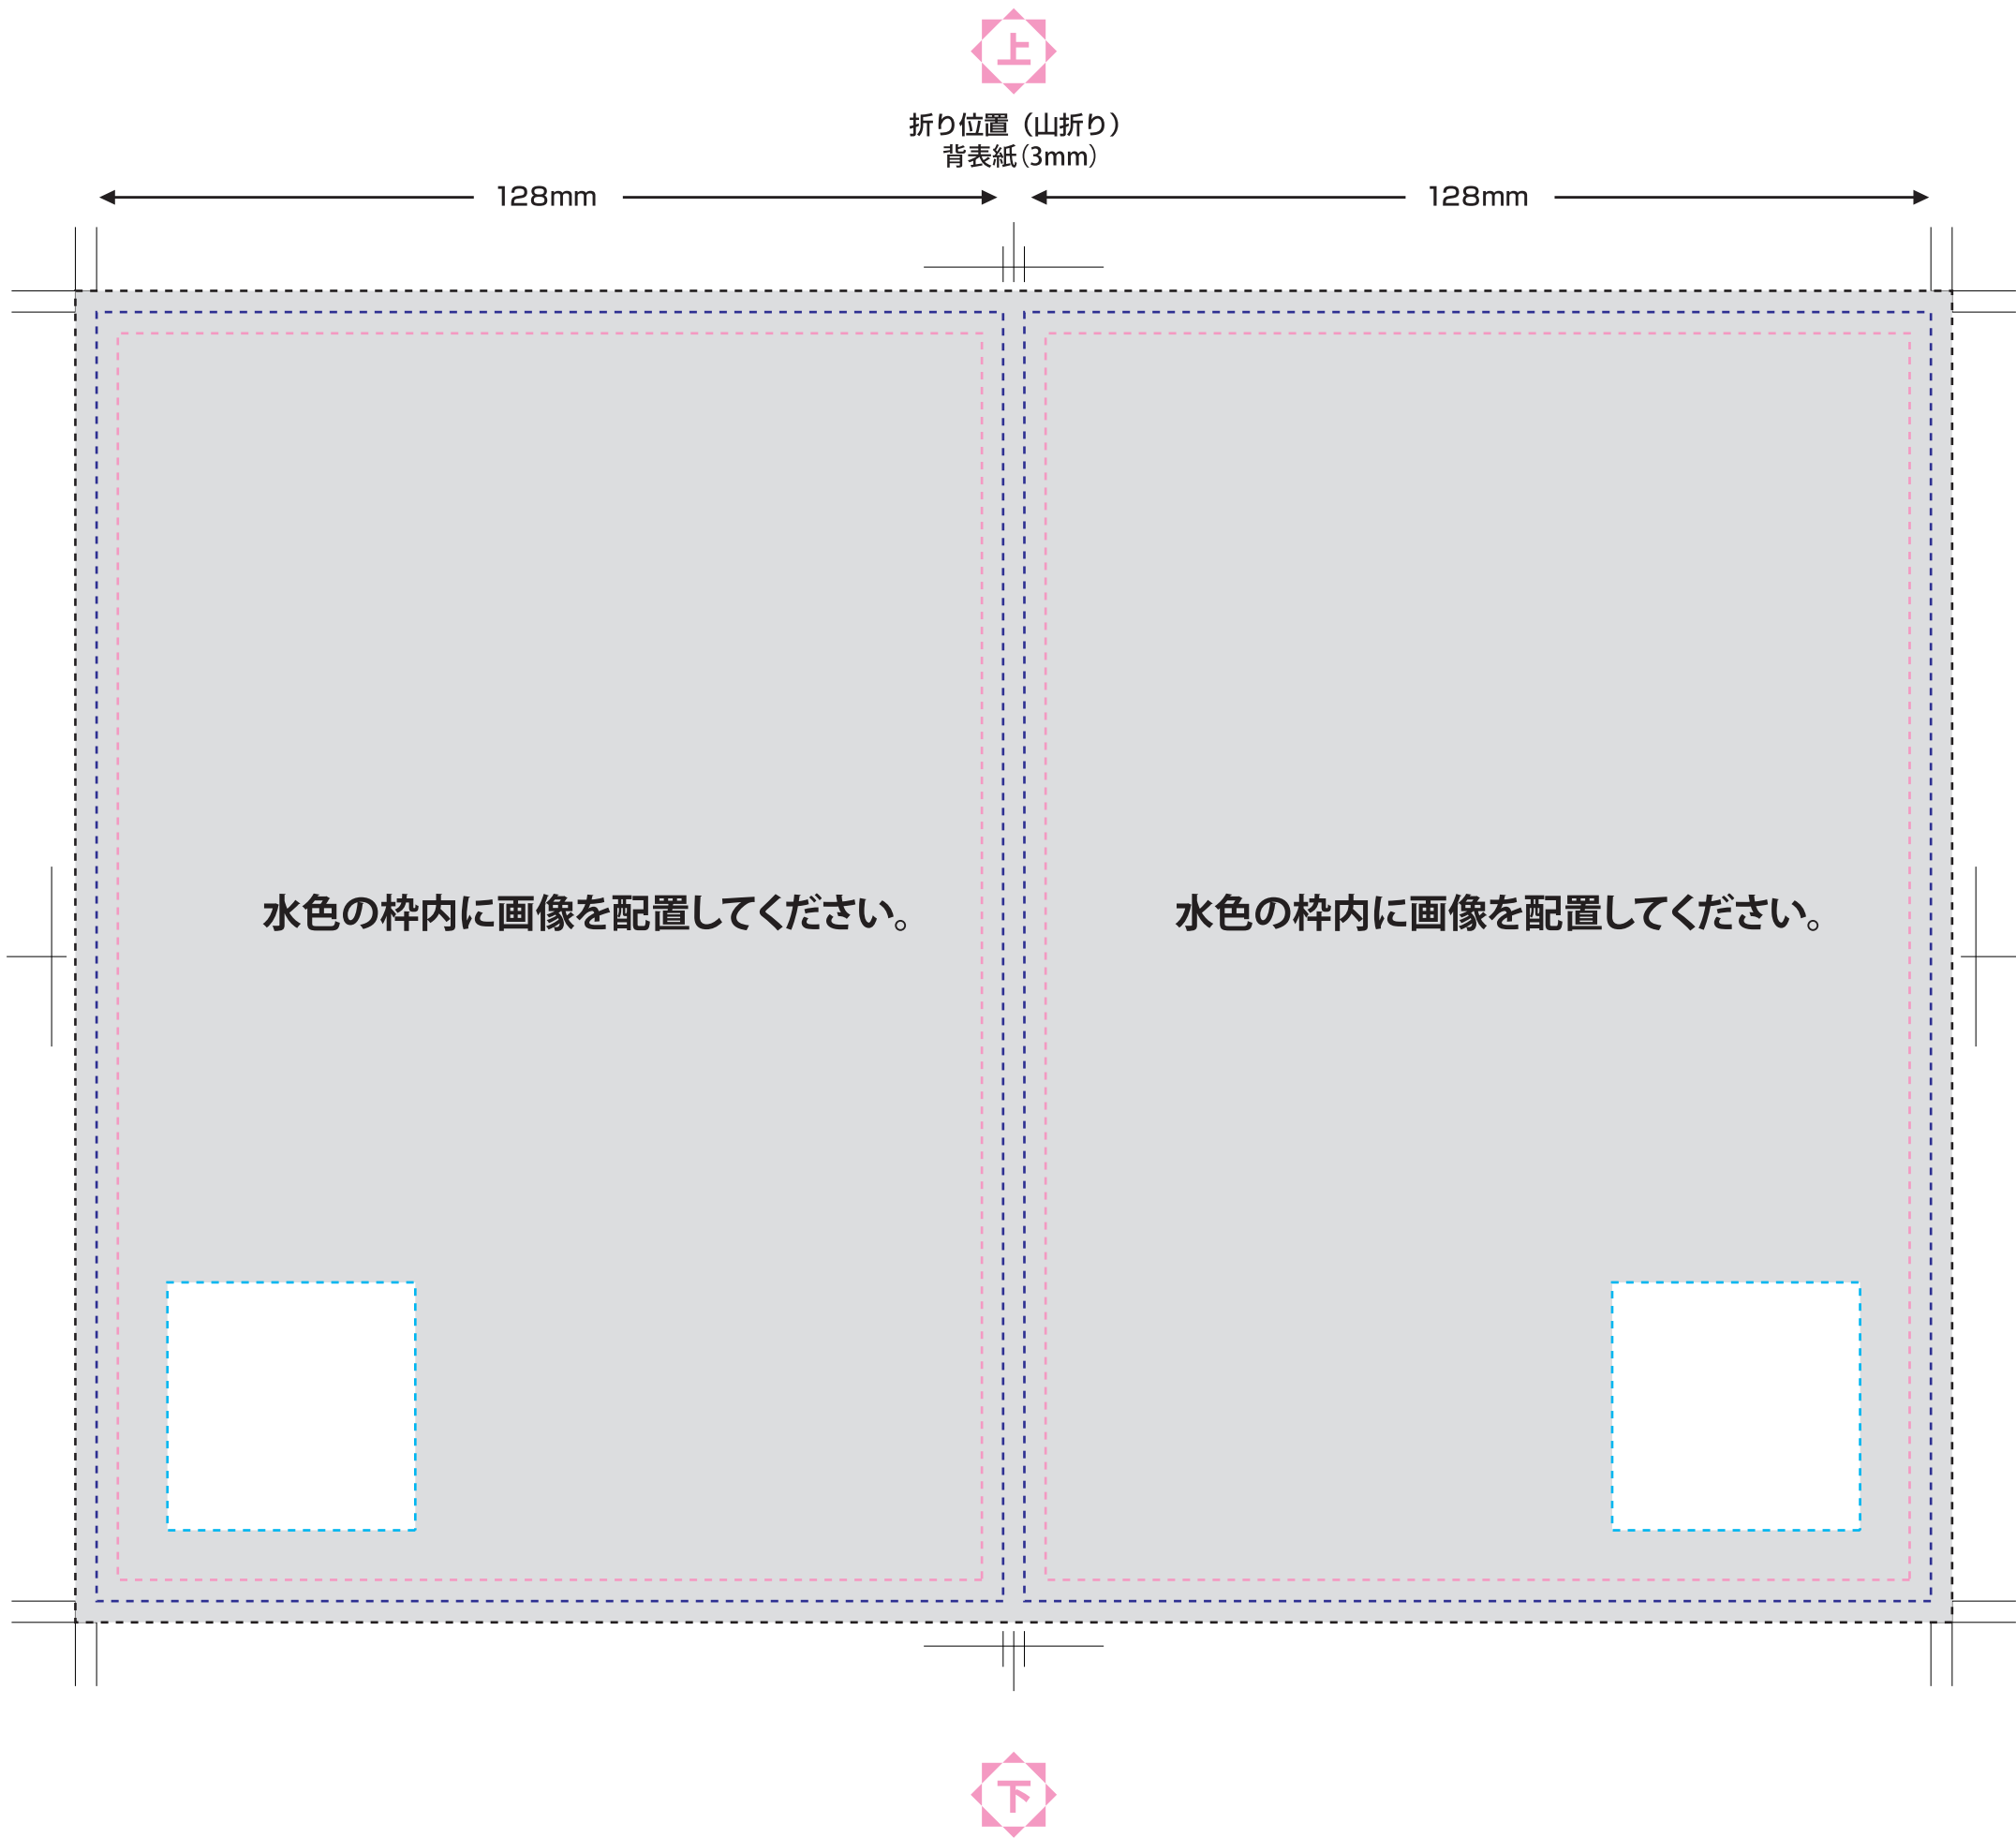 上
折り位置（山折り）
背表紙（3mm）
128mm
128mm
水色の枠内に画像を配置してください。
水色の枠内に画像を配置してください。
下